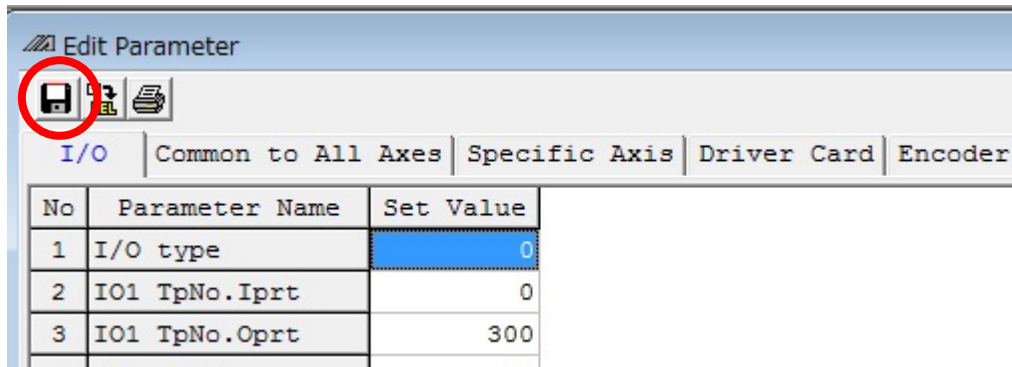 Edit Parameter
SEL
I/O Common to All Axes Specific Axis Driver Card Encoder
No Parameter Name Set Value
1 I/O type 0
2 IO1 TpNo.Iprt 0
3 IO1 TpNo.Oprt 300